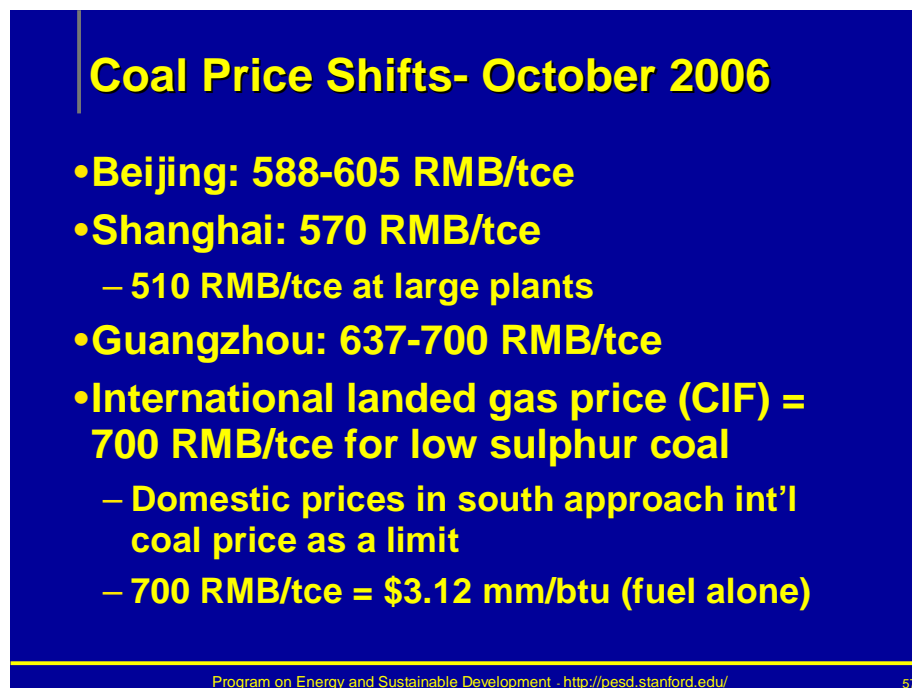 Coal Price Shifts- October 2006
•Beijing: 588-605 RMB/tce
•Shanghai: 570 RMB/tce
– 510 RMB/tce at large plants
•Guangzhou: 637-700 RMB/tce
•International landed gas price (CIF) =
700 RMB/tce for low sulphur coal
– Domestic prices in south approach int'l
coal price as a limit
– 700 RMB/tce = $3.12 mm/btu (fuel alone)
Program on Energy and Sustainable Development - http://pesd.stanford.edu/